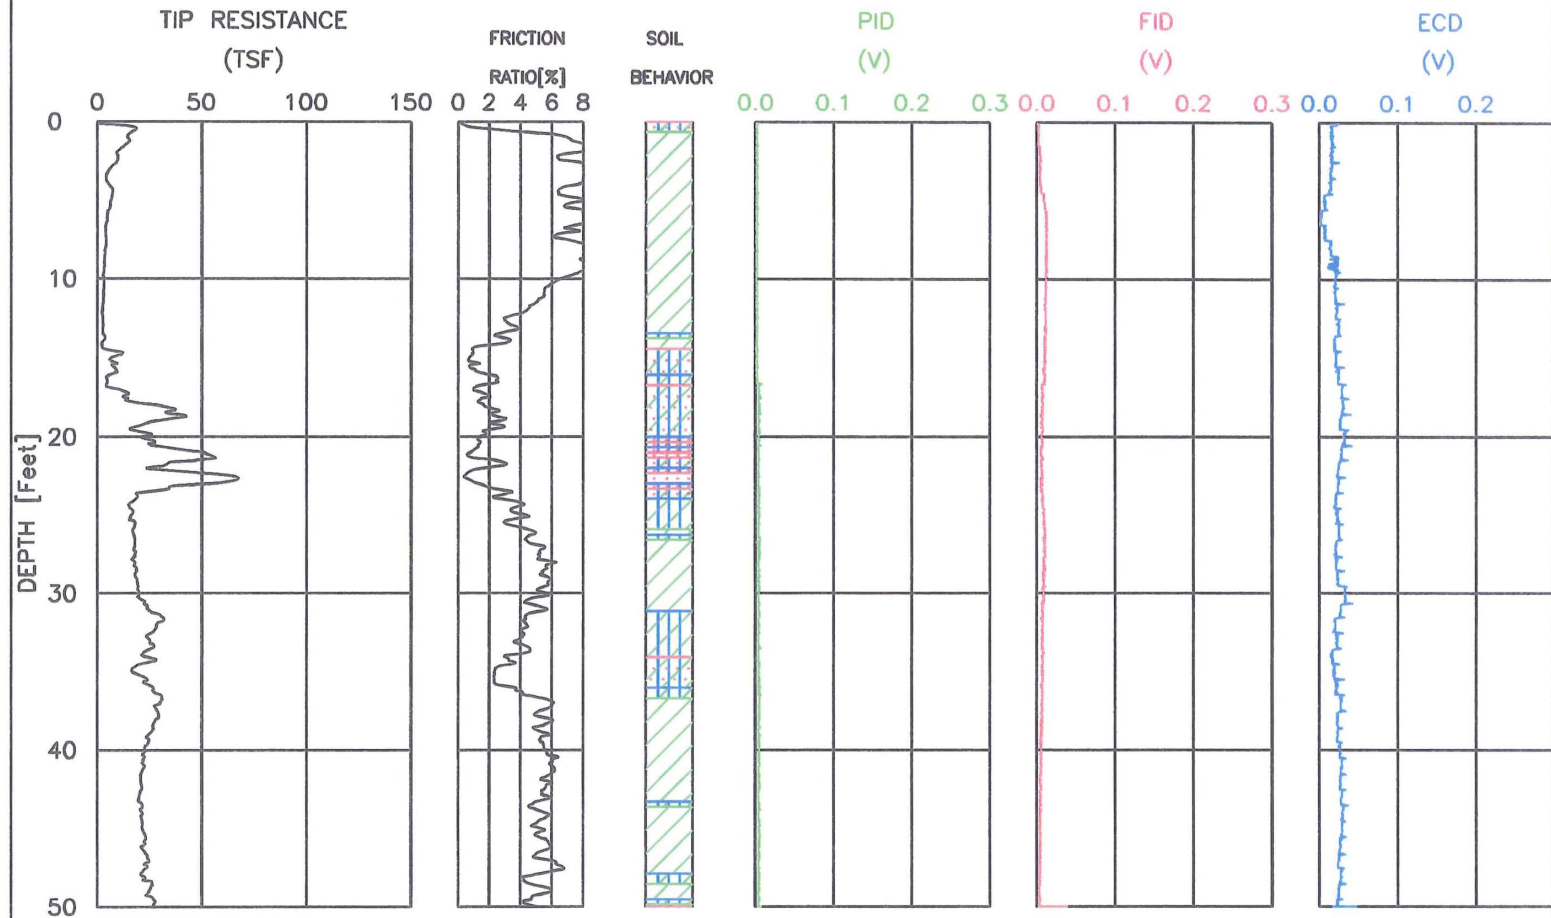 TIP RESISTANCE
(TSF)
0 50 100 150
FRICTION
RATIO[%]
0 2 4 6 8
SOIL
BEHAVIOR
PID
(V)
0.0 0.1 0.2 0.3
FID
(V)
0.0 0.1 0.2 0.3
ECD
(V)
0.0 0.1 0.2
DEPTH [Feet]
0
10
20
30
40
50